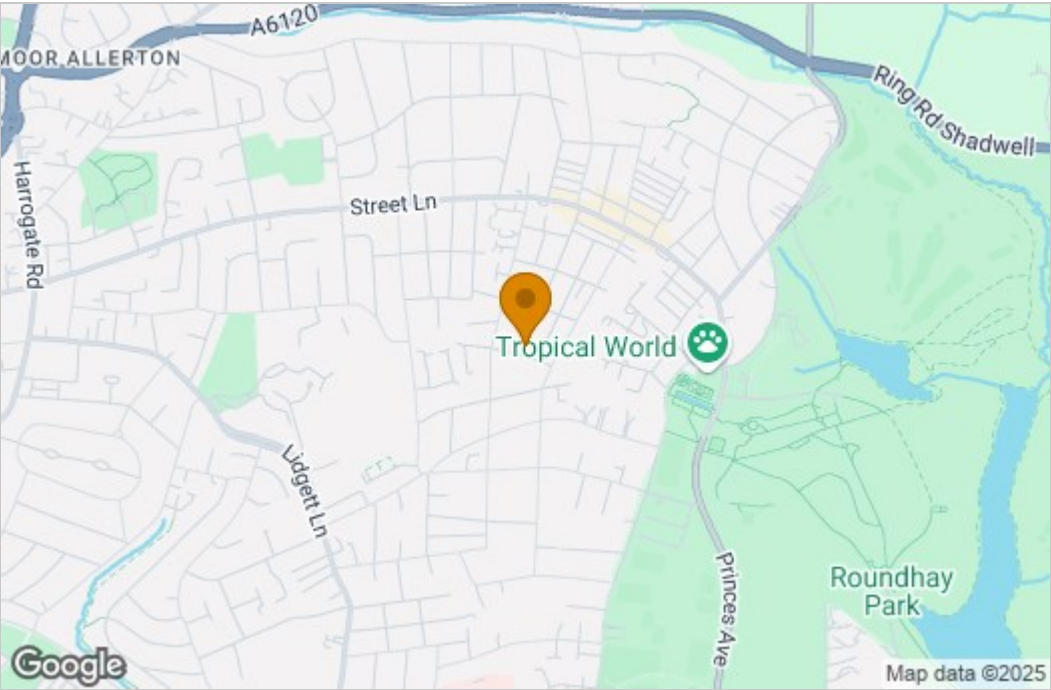 A6120
MOOR ALLERTON
Ring Rd Shadwell
Harrogate Rd
Street Ln
Tropical World
Lidgett Ln
Princes Ave
Roundhay
Park
Google
Map data ©2025